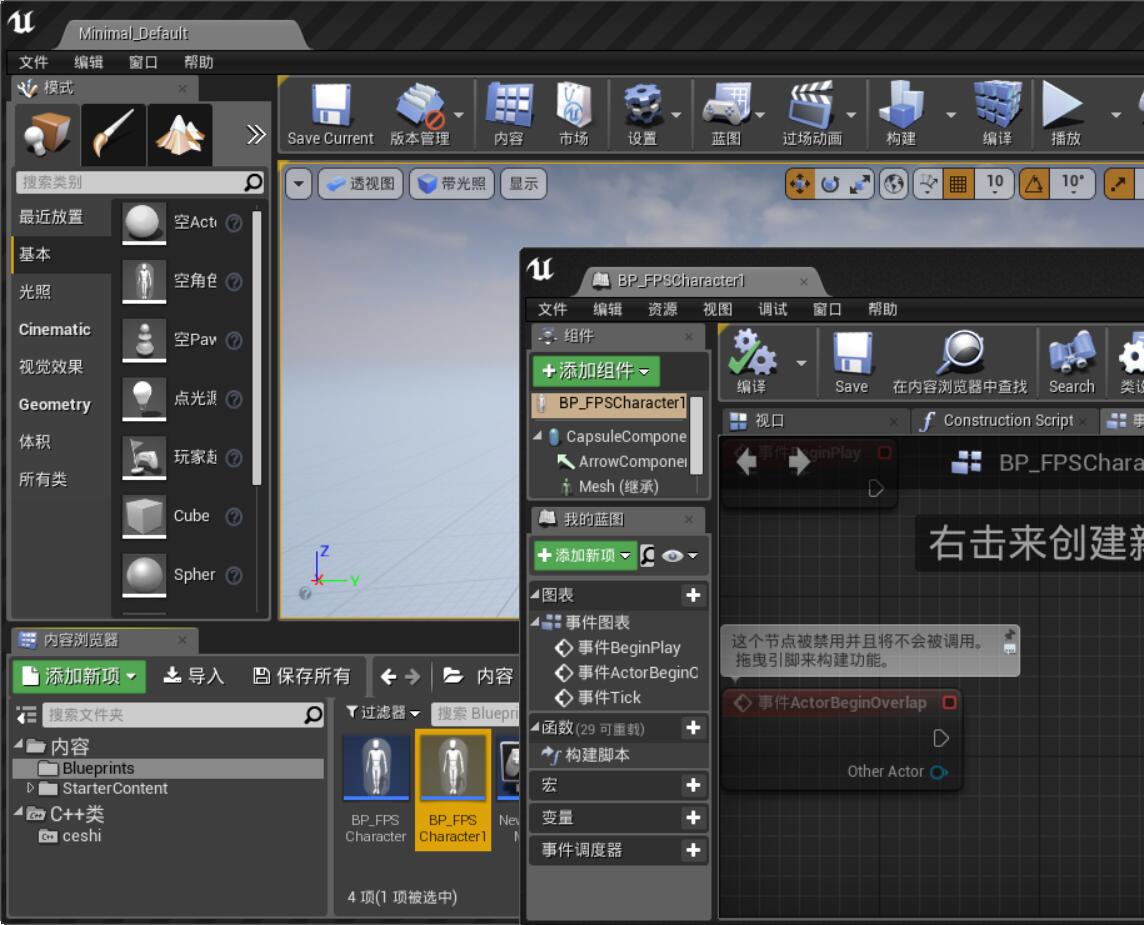 Minimal_Default
文件 编辑 窗口 帮助
模式
Save Current 版本管理 内容 市场 设置 蓝图 过场动画 构建 编译 播放
搜索类别
透视图 带光照 显示 10 10°
最近放置
基本
光照
Cinematic
视觉效果
Geometry
体积
所有类
空Act
空角色
空Paw
点光源
玩家起
Cube
Spher
Z
X Y
BP_FPSCharacter1
文件 编辑 资源 视图 调试 窗口 帮助
组件
添加组件
BP_FPSCharacter1
CapsuleCompone
ArrowComponen
Mesh (继承)
编译 Save 在内容浏览器中查找 Search 类设
视口 Construction Script 事
事件BeginPlay
BP_FPSChara
右击来创建新
我的蓝图
添加新项
图表
事件图表
事件BeginPlay
事件ActorBeginO
事件Tick
函数 (29 可重载)
构建脚本
宏
变量
事件调度器
这个节点被禁用并且将不会被调用。
拖曳引脚来构建功能。
事件ActorBeginOverlap
Other Actor
内容浏览器
添加新项 导入 保存所有 内容
搜索文件夹
过滤器 搜索 Bluepri
内容
Blueprints
StarterContent
C++类
ceshi
BP_FPS
Character
BP_FPS
Character1
New
M
4 项(1 项被选中)